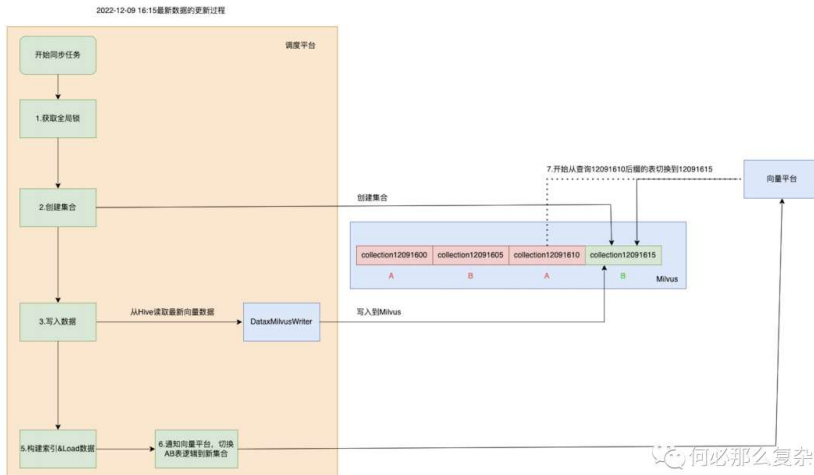 2022-12-09 16:15最新数据的更新过程
调度平台
开始同步任务
1.获取全局锁
7.开始从查询12091610后缀的表切换到12091615
向量平台
2.创建集合
创建集合
collection12091600
collection12091605
collection12091610
collection12091615
A
B
A
B
Milvus
3.写入数据
从Hive读取最新向量数据
DataxMilvusWriter
写入到Milvus
5.构建索引&Load数据
6.通知向量平台，切换
AB表逻辑到新集合
何必那么复杂